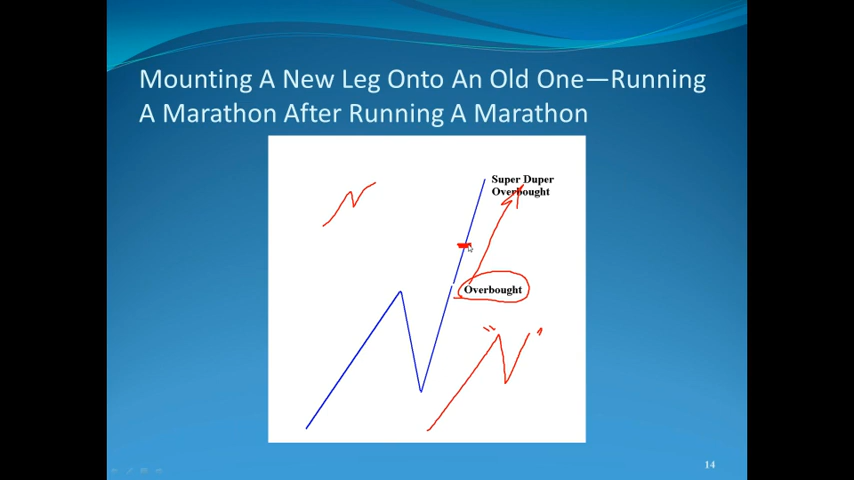 Mounting A New Leg Onto An Old One—Running
A Marathon After Running A Marathon
Super Duper
Overbought
Overbought
14